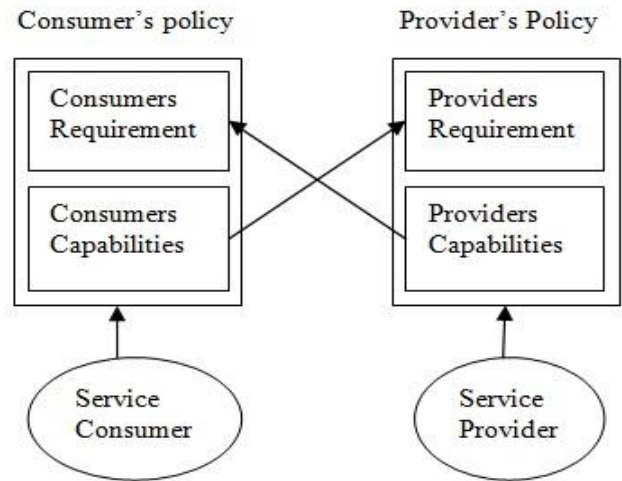 Consumer's policy
Provider's Policy
Consumers
Requirement
Providers
Requirement
Consumers
Capabilities
Providers
Capabilities
Service
Consumer
Service
Provider